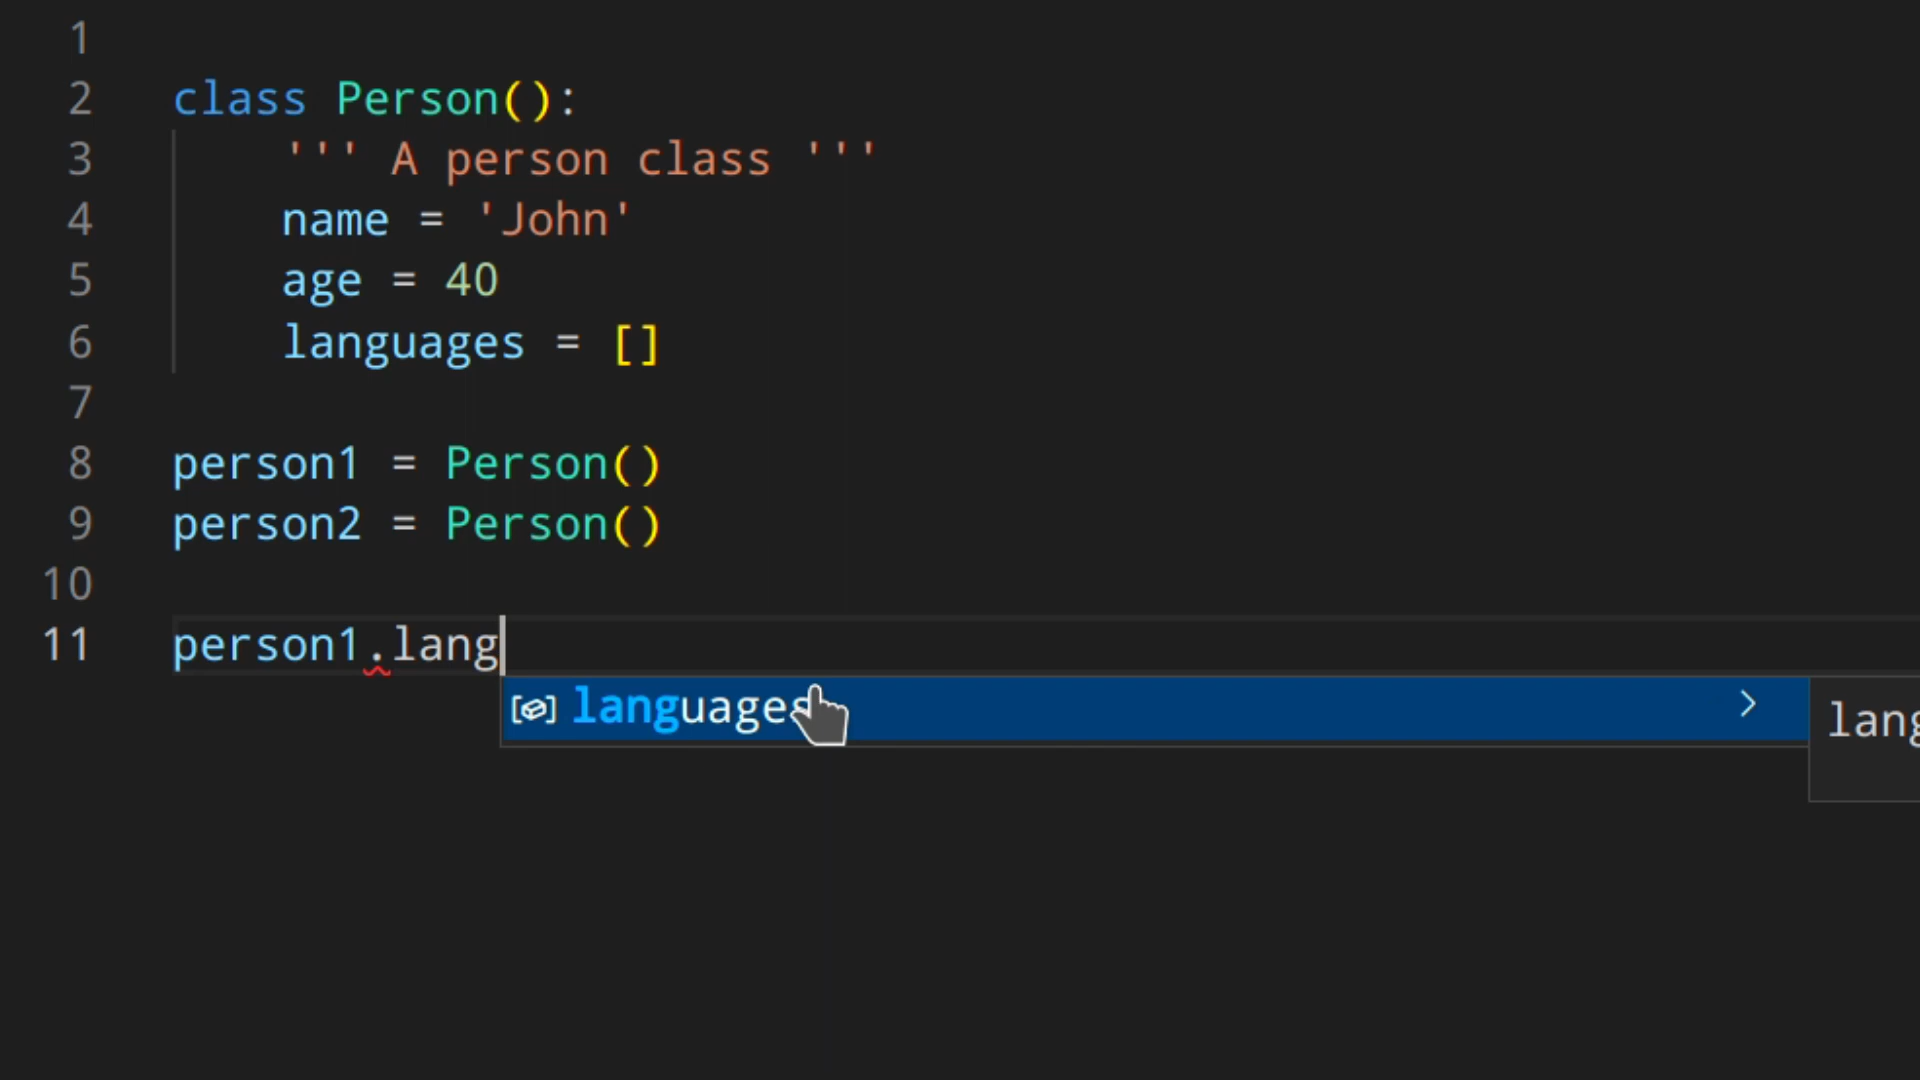 1
2 class Person():
3 ''' A person class '''
4 name = 'John'
5 age = 40
6 languages = []
7
8 person1 = Person()
9 person2 = Person()
10
11 person1.lang
languages
lang